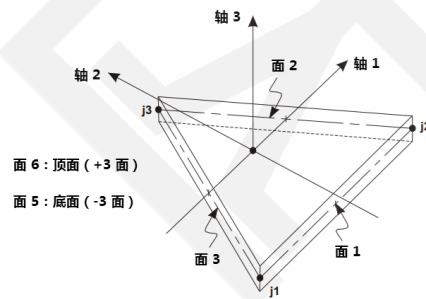 轴 3
轴 1
面 2
轴 2
j3
j2
面 6：顶面（+3 面）
面 5：底面（-3 面）
面 1
面 3
j1